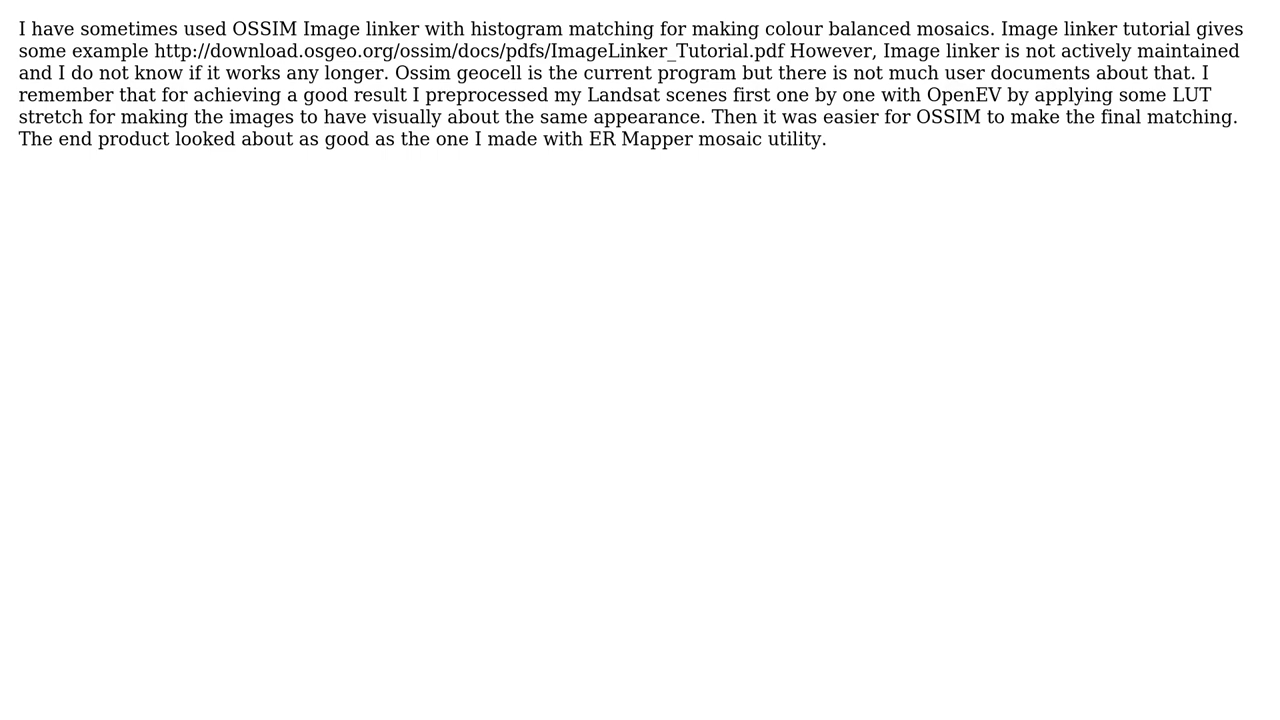 I have sometimes used OSSIM Image linker with histogram matching for making colour balanced mosaics. Image linker tutorial gives
some example http://download.osgeo.org/ossim/docs/pdfs/ImageLinker_Tutorial.pdf However, Image linker is not actively maintained
and I do not know if it works any longer. Ossim geocell is the current program but there is not much user documents about that. I
remember that for achieving a good result I preprocessed my Landsat scenes first one by one with OpenEV by applying some LUT
stretch for making the images to have visually about the same appearance. Then it was easier for OSSIM to make the final matching.
The end product looked about as good as the one I made with ER Mapper mosaic utility.